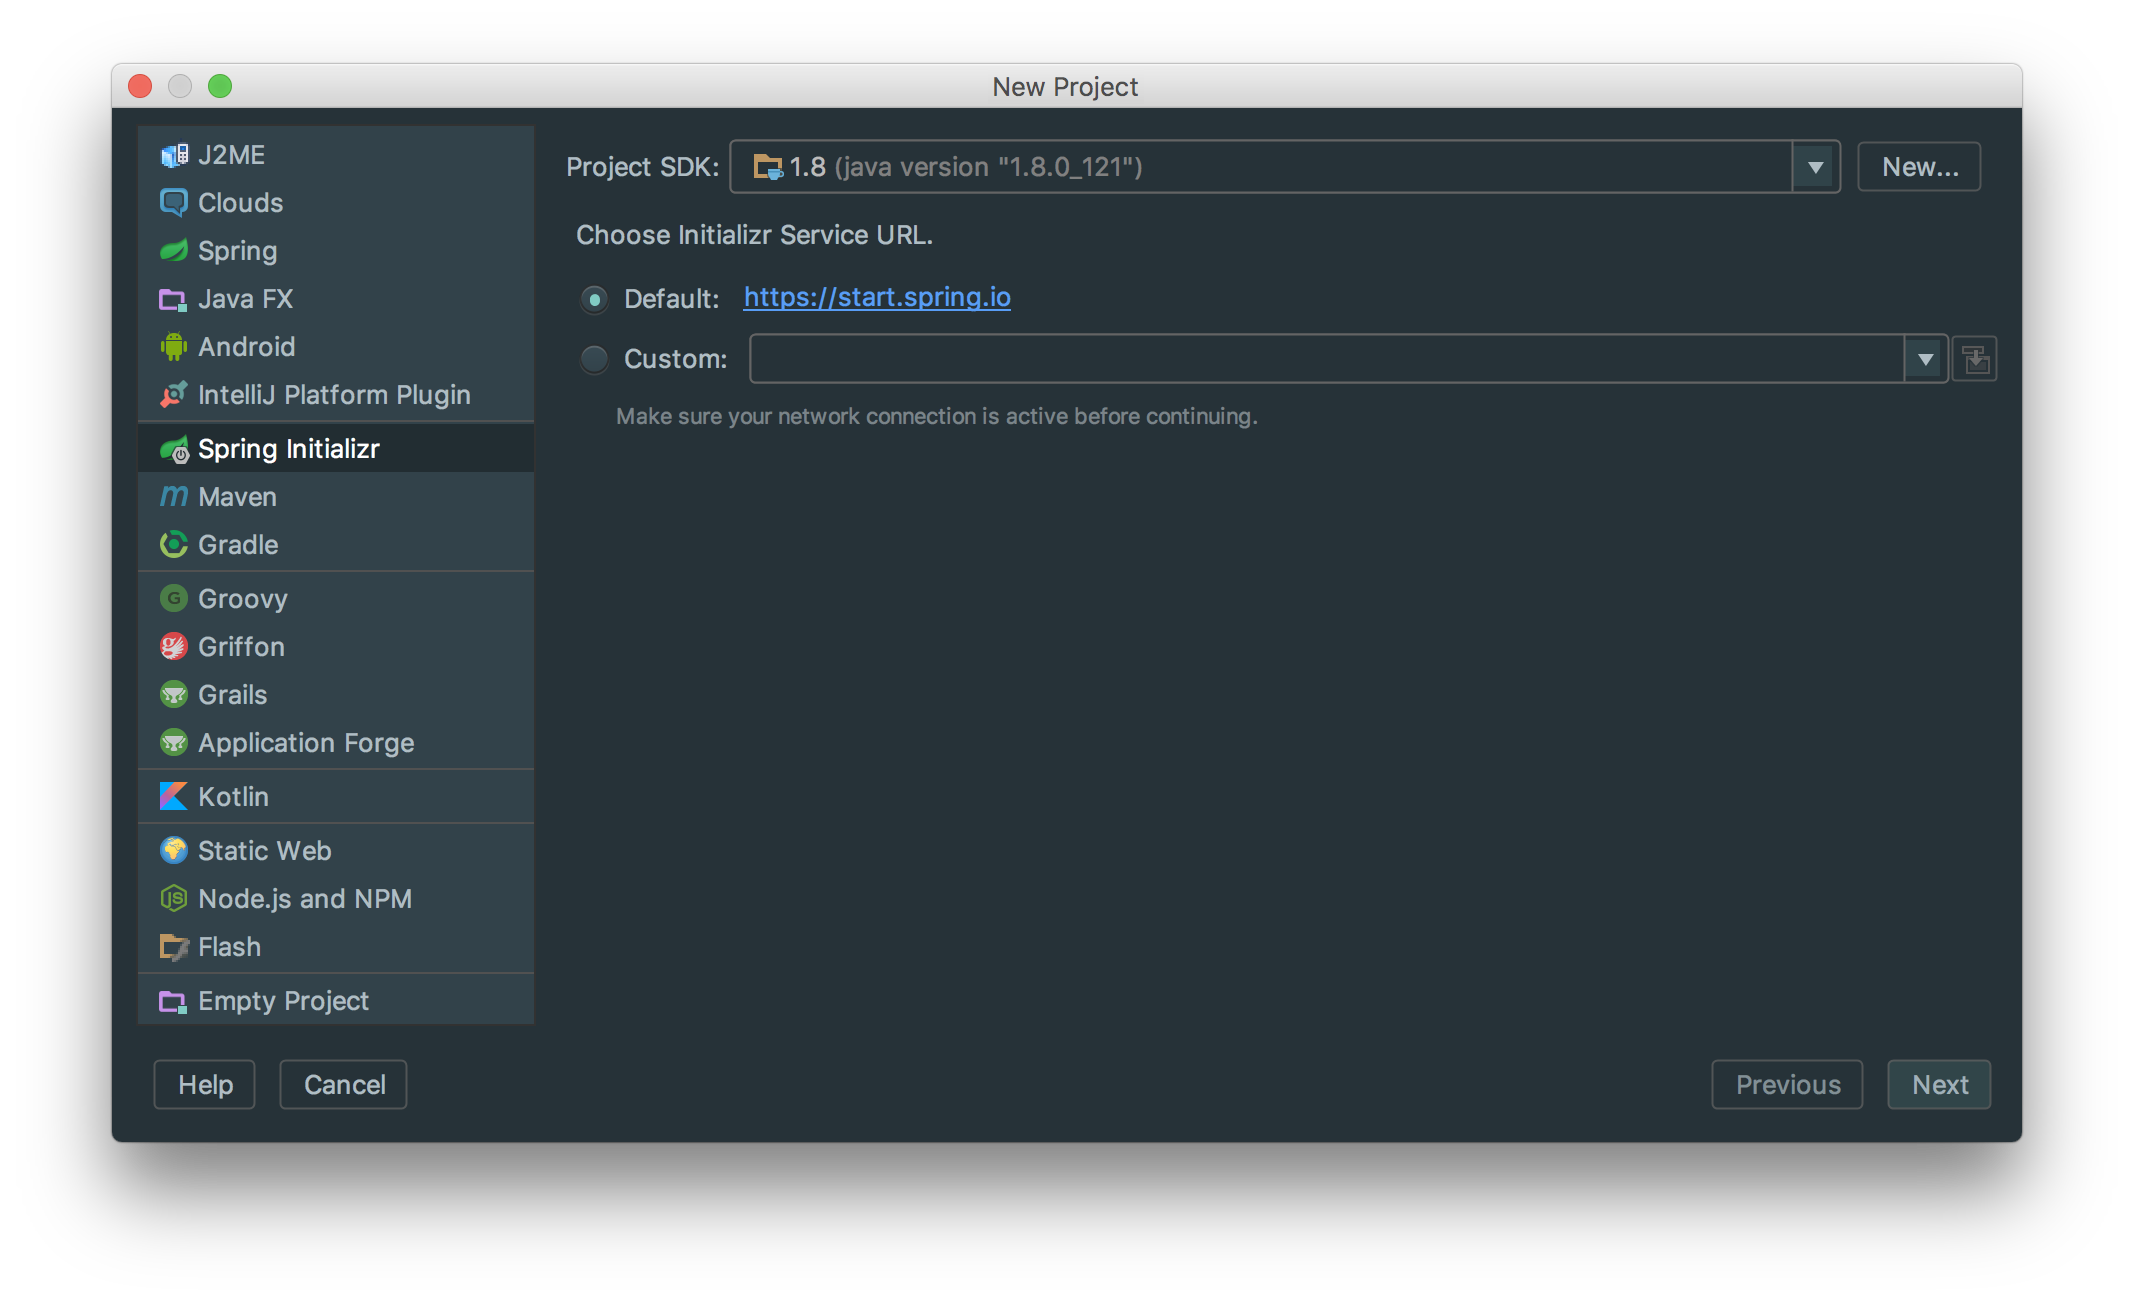 New Project
J2ME
Clouds
Spring
Java FX
Android
IntelliJ Platform Plugin
Spring Initializr
Maven
Gradle
Groovy
Griffon
Grails
Application Forge
Kotlin
Static Web
Node.js and NPM
Flash
Empty Project
Project SDK: 1.8 (java version "1.8.0_121") New...
Choose Initializr Service URL.
Default: https://start.spring.io
Custom:
Make sure your network connection is active before continuing.
Help Cancel Previous Next